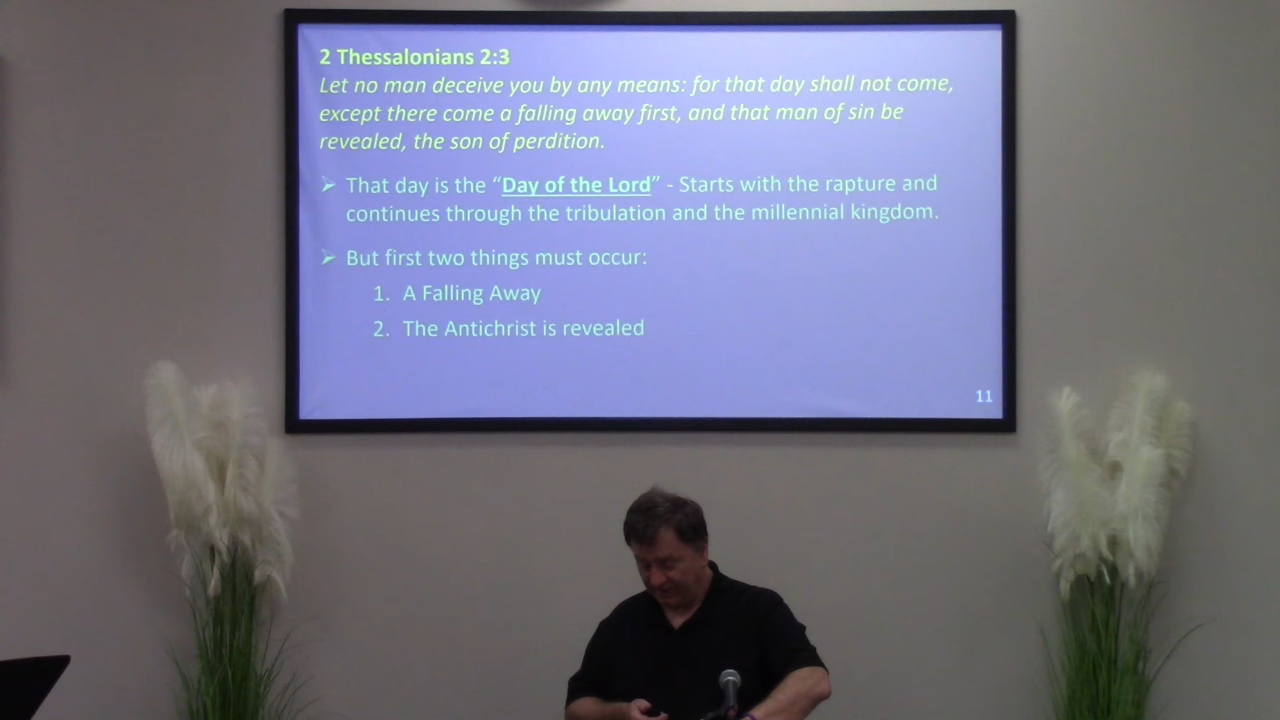 2 Thessalonians 2:3
Let no man deceive you by any means: for that day shall not come,
except there come a falling away first, and that man of sin be
revealed, the son of perdition.
➢ That day is the “Day of the Lord” - Starts with the rapture and
continues through the tribulation and the millennial kingdom.
➢ But first two things must occur:
1. A Falling Away
2. The Antichrist is revealed
11